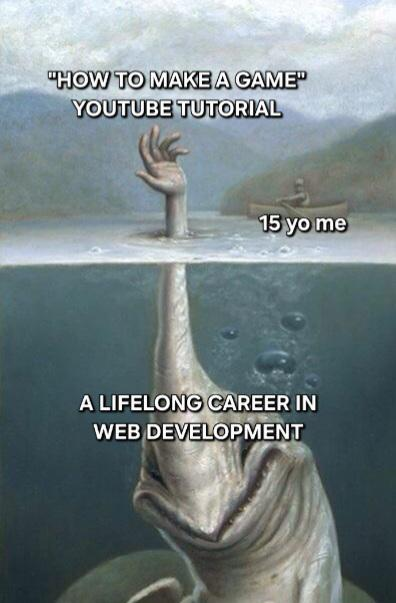 "HOW TO MAKE A GAME"
YOUTUBE TUTORIAL
15 yo me
A LIFELONG CAREER IN
WEB DEVELOPMENT